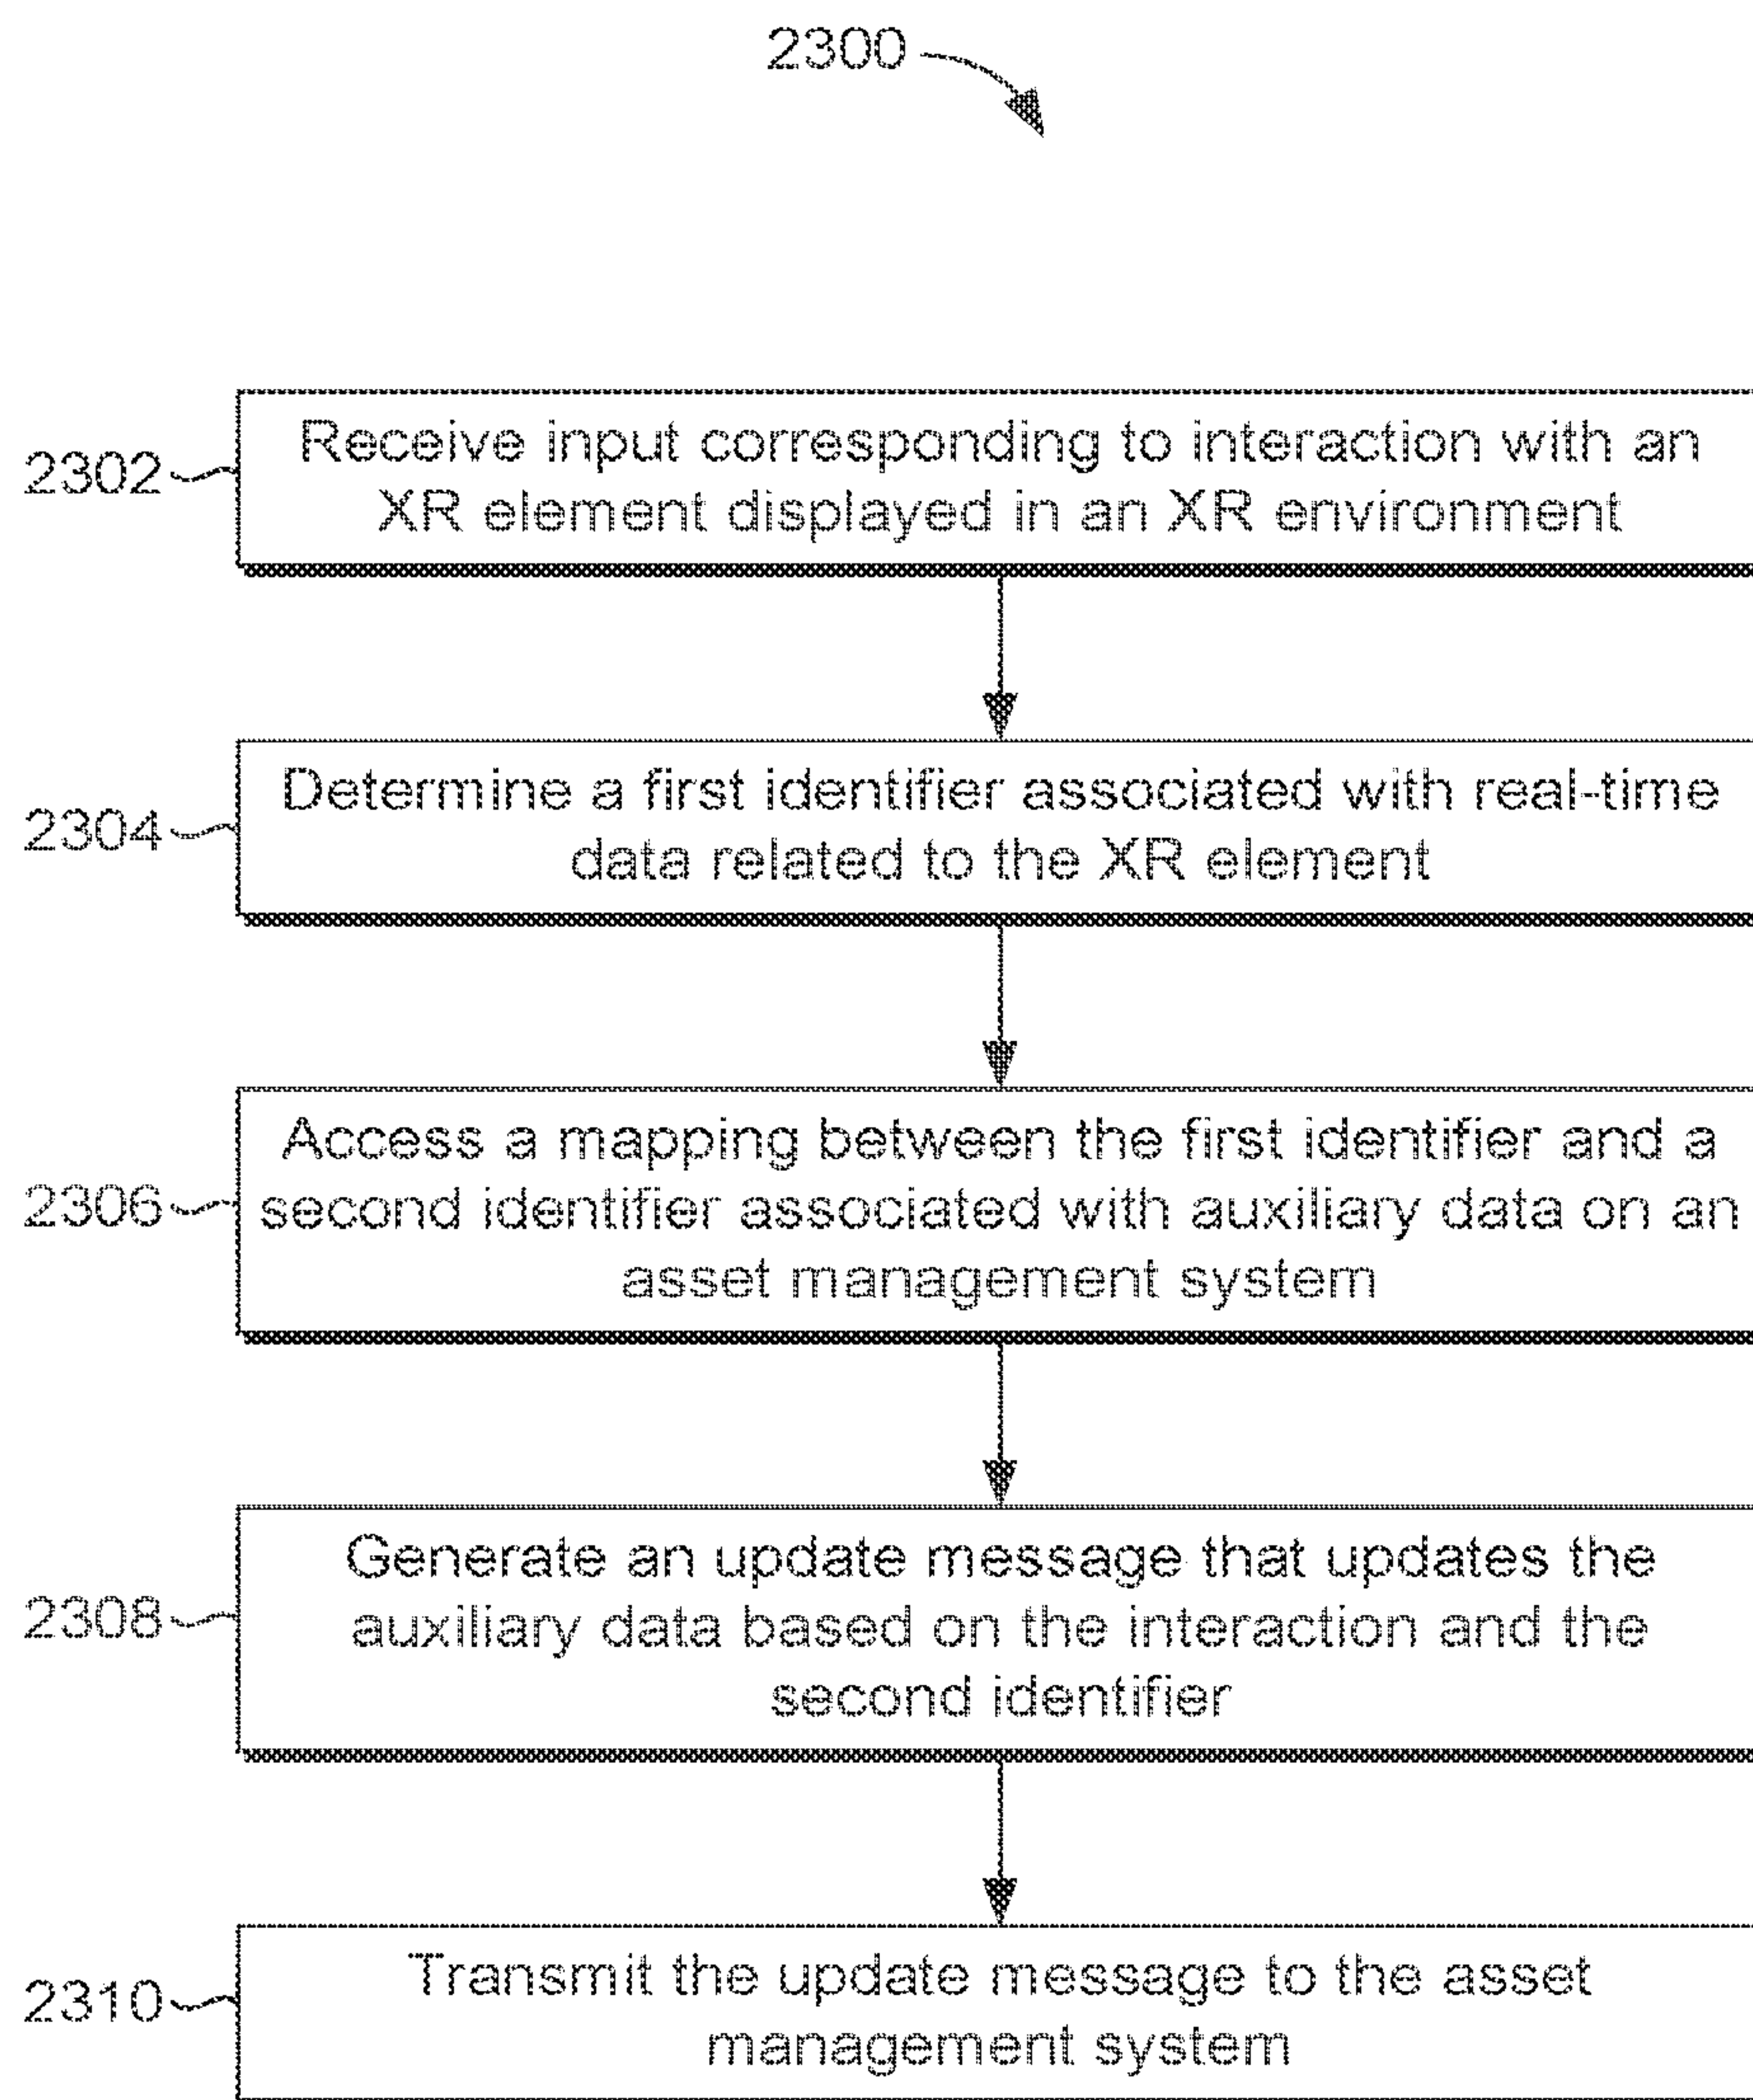 2300
2302
Receive input corresponding to interaction with an
XR element displayed in an XR environment
2304
Determine a first identifier associated with real-time
data related to the XR element
2306
Access a mapping between the first identifier and a
second identifier associated with auxiliary data on an
asset management system
2308
Generate an update message that updates the
auxiliary data based on the interaction and the
second identifier
2310
Transmit the update message to the asset
management system